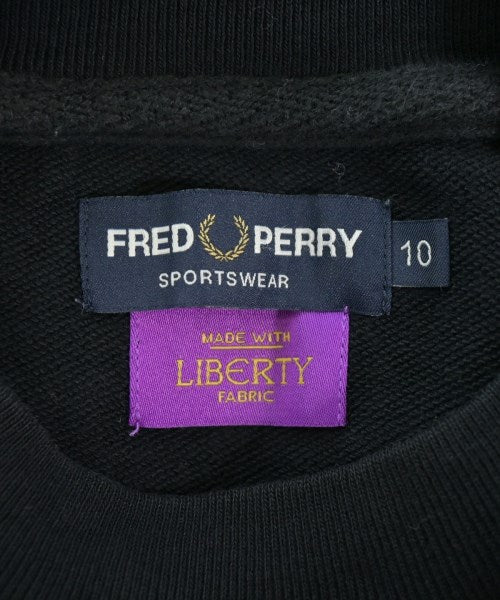 FRED PERRY
SPORTSWEAR
10
MADE WITH
LIBERTY
FABRIC